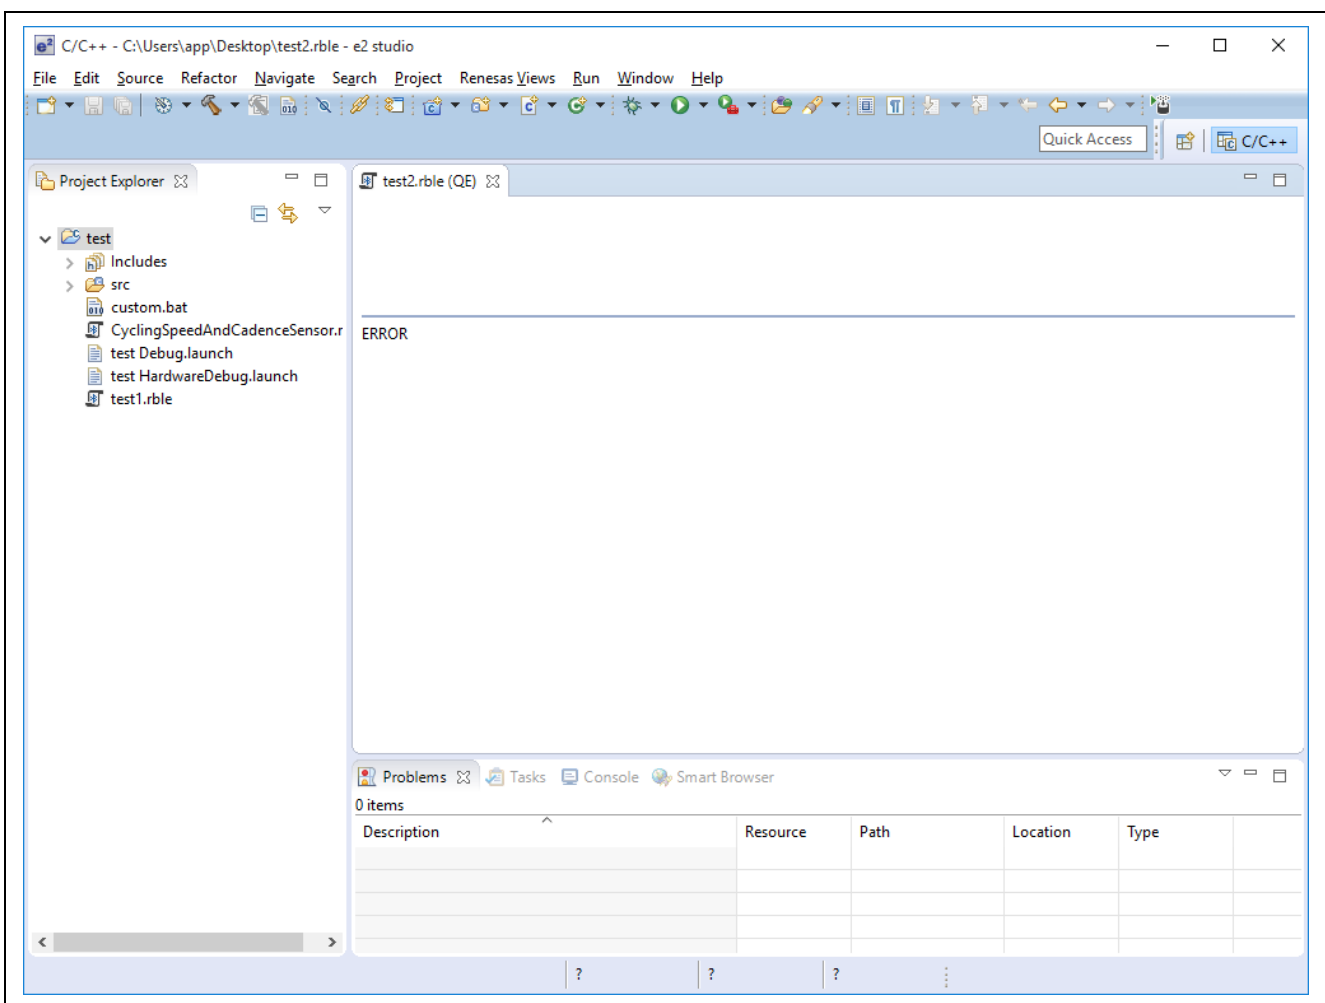 C/C++ - C:\Users\app\Desktop\test2.rble - e2 studio
File Edit Source Refactor Navigate Search Project Renesas Views Run Window Help
Quick Access
C/C++
Project Explorer
test2.rble (QE)
test
Includes
src
custom.bat
CyclingSpeedAndCadenceSensor.r
test Debug.launch
test HardwareDebug.launch
test1.rble
ERROR
Problems Tasks Console Smart Browser
0 items
Description Resource Path Location Type
? ? ?